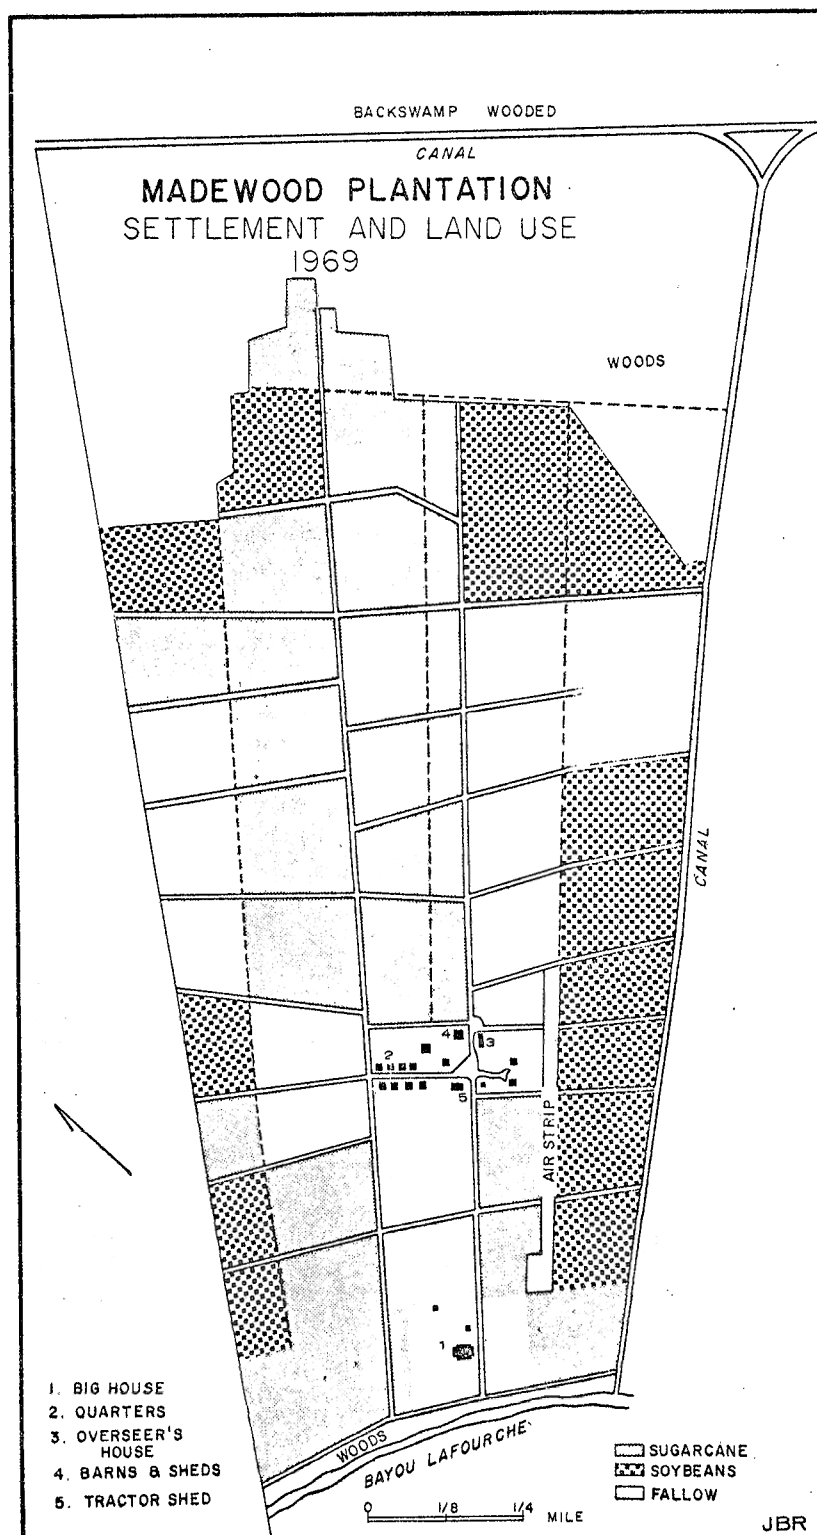 BACKSWAMP WOODED
CANAL
MADEWOOD PLANTATION
SETTLEMENT AND LAND USE
1969
WOODS
CANAL
4
3
2
5
AIR STRIP
1
1. BIG HOUSE
2. QUARTERS
3. OVERSEER'S
HOUSE
4. BARNS & SHEDS
5. TRACTOR SHED
WOODS
BAYOU LAFOURCHE
SUGARCANE
SOYBEANS
FALLOW
0 1/8 1/4 MILE
JBR